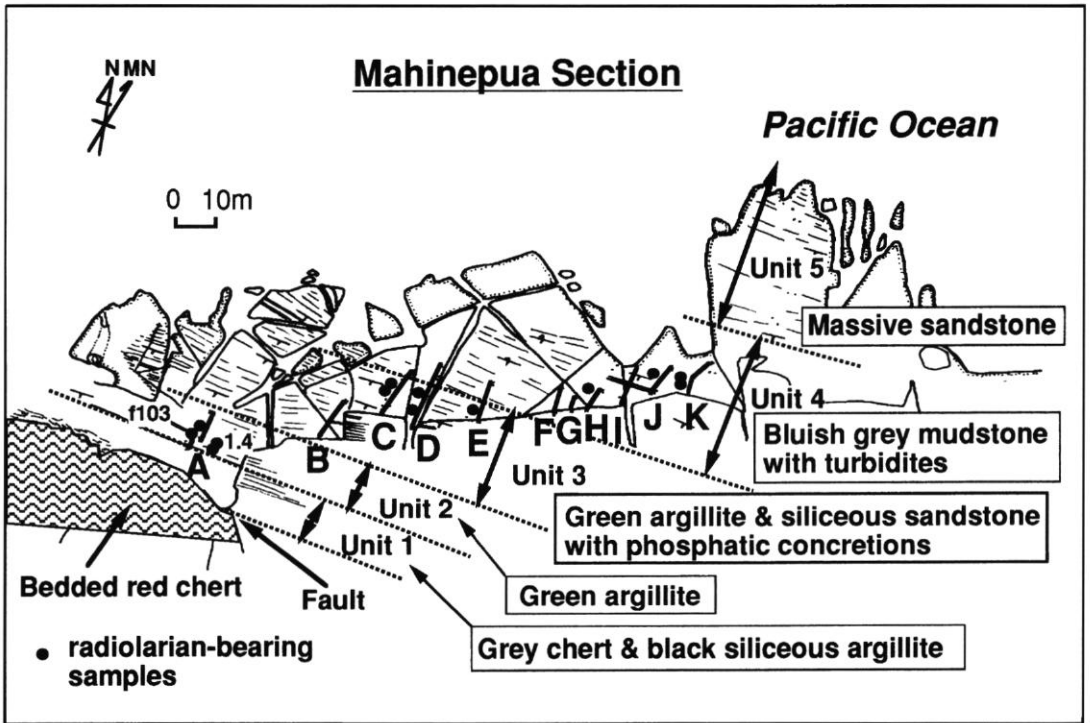 Mahinepua Section
N MN
Pacific Ocean
0 10m
Unit 5
Massive sandstone
Unit 4
f103
1.4
A
B
C
D
E
F
G
H
I
J
K
Bluish grey mudstone
with turbidites
Unit 3
Unit 2
Green argillite & siliceous sandstone
with phosphatic concretions
Unit 1
Bedded red chert
Fault
Green argillite
Grey chert & black siliceous argillite
radiolarian-bearing
samples